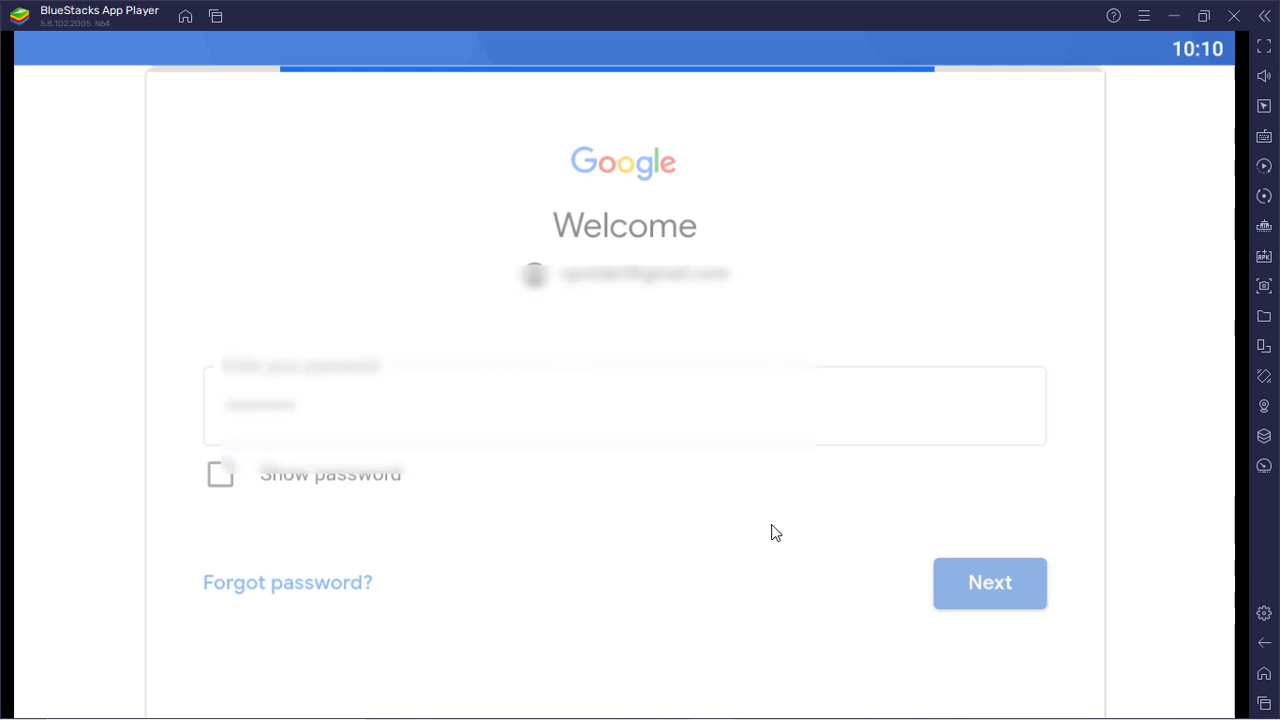 BlueStacks App Player
5.8.102.2005 N64
10:10
Google
Welcome
Show password
Forgot password?
Next